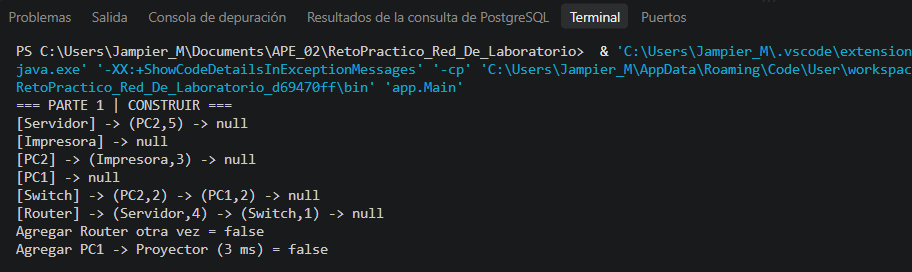 Problemas Salida Consola de depuración Resultados de la consulta de PostgreSQL Terminal Puertos
PS C:\Users\Jampier_M\Documents\APE_02\RetoPractico_Red_De_Laboratorio>  & 'C:\Users\Jampier_M\.vscode\extension
java.exe' '-XX:+ShowCodeDetailsInExceptionMessages' '-cp' 'C:\Users\Jampier_M\AppData\Roaming\Code\User\workspac
RetoPractico_Red_De_Laboratorio_d69470ff\bin' 'app.Main'
=== PARTE 1 | CONSTRUIR ===
[Servidor] -> (PC2,5) -> null
[Impresora] -> null
[PC2] -> (Impresora,3) -> null
[PC1] -> null
[Switch] -> (PC2,2) -> (PC1,2) -> null
[Router] -> (Servidor,4) -> (Switch,1) -> null
Agregar Router otra vez = false
Agregar PC1 -> Proyector (3 ms) = false